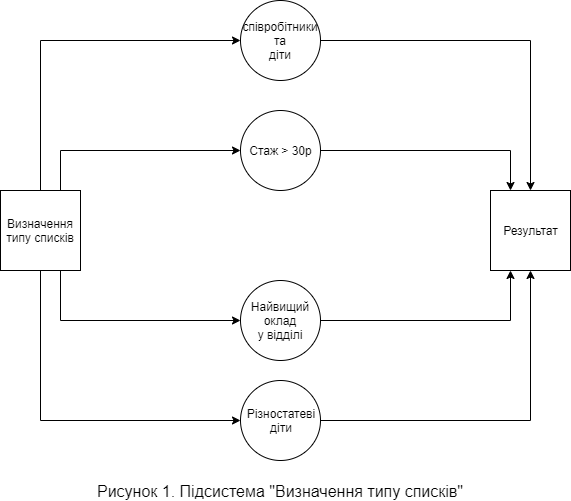 співробітники
та
діти
Стаж > 30р
Визначення
типу списків
Результат
Найвищий
оклад
у відділі
Різностатеві
діти
Рисунок 1. Підсистема "Визначення типу списків"